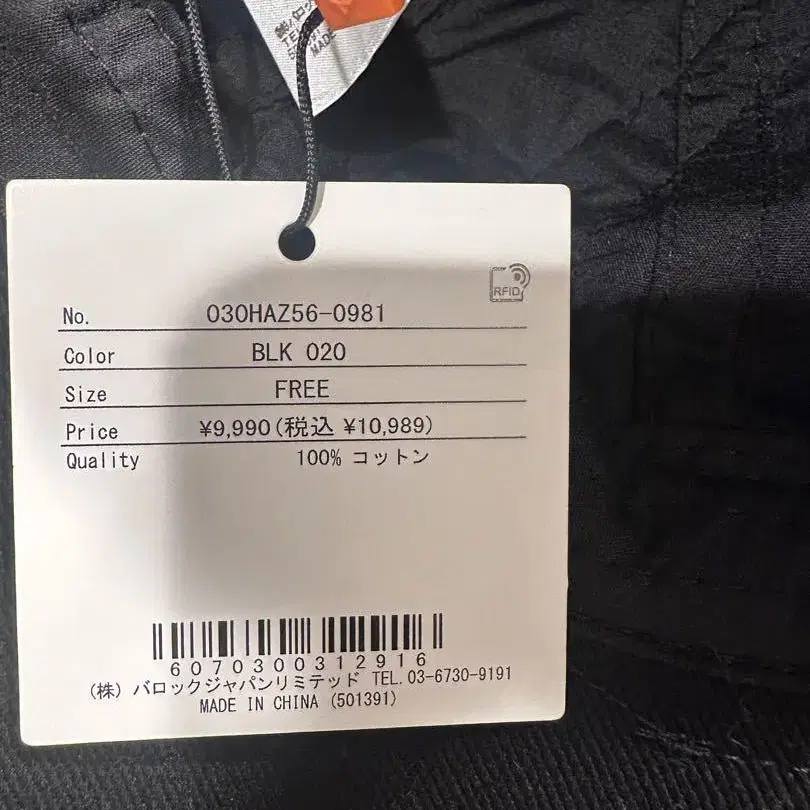 MADE
RFID
No. 030HAZ56-0981
Color BLK 020
Size FREE
Price ¥9,990(税込 ¥10,989)
Quality 100% コットン
6070300312916
(株) バロックジャパンリミテッド TEL.03-6730-9191
MADE IN CHINA (501391)